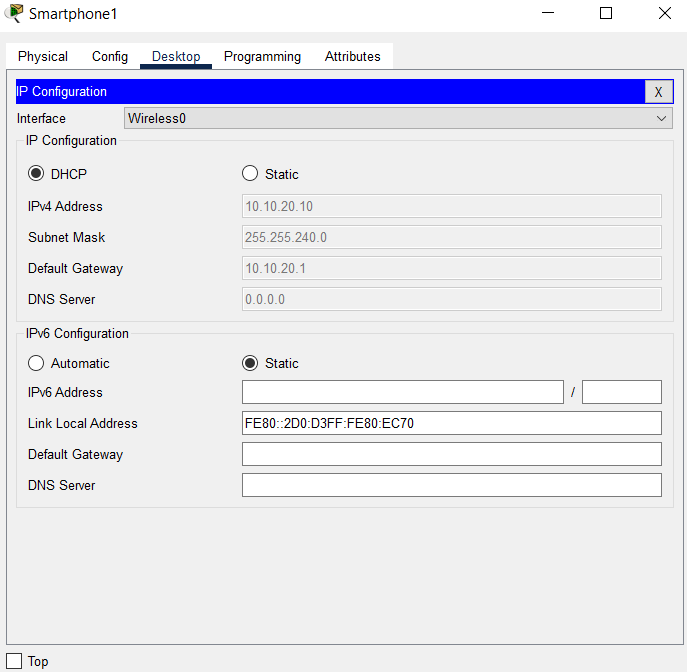 Smartphone1
Physical Config Desktop Programming Attributes
IP Configuration X
Interface Wireless0
IP Configuration
DHCP Static
IPv4 Address 10.10.20.10
Subnet Mask 255.255.240.0
Default Gateway 10.10.20.1
DNS Server 0.0.0.0
IPv6 Configuration
Automatic Static
IPv6 Address /
Link Local Address FE80::2D0:D3FF:FE80:EC70
Default Gateway
DNS Server
Top